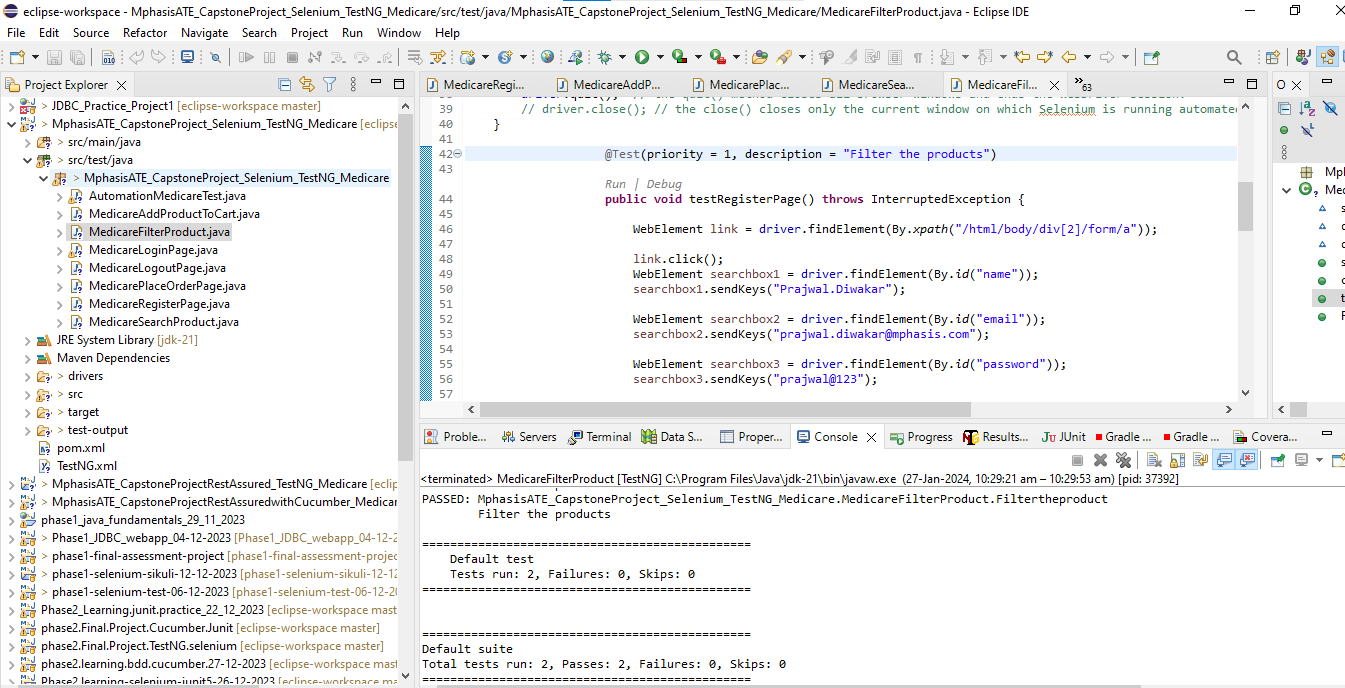 eclipse-workspace - MphasisATE_CapstoneProject_Selenium_TestNG_Medicare/src/test/java/MphasisATE_CapstoneProject_Selenium_TestNG_Medicare/MedicareFilterProduct.java - Eclipse IDE
File Edit Source Refactor Navigate Search Project Run Window Help
Project Explorer
> JDBC_Practice_Project1 [eclipse-workspace master]
> MphasisATE_CapstoneProject_Selenium_TestNG_Medicare [eclips
> src/main/java
> src/test/java
> MphasisATE_CapstoneProject_Selenium_TestNG_Medicare
AutomationMedicareTest.java
MedicareAddProductToCart.java
MedicareFilterProduct.java
MedicareLoginPage.java
MedicareLogoutPage.java
MedicarePlaceOrderPage.java
MedicareRegisterPage.java
MedicareSearchProduct.java
JRE System Library [jdk-21]
Maven Dependencies
> drivers
> src
> target
> test-output
pom.xml
TestNG.xml
> MphasisATE_CapstoneProjectRestAssured_TestNG_Medicare [eclip
> MphasisATE_CapstoneProjectRestAssuredwithCucumber_Medicar
phase1_java_fundamentals_29_11_2023
> Phase1_JDBC_webapp_04-12-2023 [Phase1_JDBC_webapp_04-12-2
> phase1-final-assessment-project [phase1-final-assessment-projec
> phase1-selenium-sikuli-12-12-2023 [phase1-selenium-sikuli-12-12
> phase1-selenium-test-06-12-2023 [phase1-selenium-test-06-12-20
Phase2_Learning.junit.practice_22_12_2023 [eclipse-workspace mast
phase2.Final.Project.Cucumber.Junit [eclipse-workspace master]
phase2.Final.Project.TestNG.selenium [eclipse-workspace master]
phase2.learning.bdd.cucumber.27-12-2023 [eclipse-workspace mast
Phase2.learning-selenium-junit5-26-12-2023 [eclipse-workspace mas
MedicareRegi... MedicareAddP... MedicarePlac... MedicareSea... MedicareFil... »63
39 // driver.close(); // the close() closes only the current window on which Selenium is running automate
40 }
41
42 @Test(priority = 1, description = "Filter the products")
43
Run | Debug
44 public void testRegisterPage() throws InterruptedException {
45
46 WebElement link = driver.findElement(By.xpath("/html/body/div[2]/form/a"));
47
48 link.click();
49 WebElement searchbox1 = driver.findElement(By.id("name"));
50 searchbox1.sendKeys("Prajwal.Diwakar");
51
52 WebElement searchbox2 = driver.findElement(By.id("email"));
53 searchbox2.sendKeys("prajwal.diwakar@mphasis.com");
54
55 WebElement searchbox3 = driver.findElement(By.id("password"));
56 searchbox3.sendKeys("prajwal@123");
57
O
Mpl
Med
Proble... Servers Terminal Data S... Proper... Console Progress Results... JUnit Gradle ... Gradle ... Covera...
<terminated> MedicareFilterProduct [TestNG] C:\Program Files\Java\jdk-21\bin\javaw.exe (27-Jan-2024, 10:29:21 am – 10:29:53 am) [pid: 37392]
PASSED: MphasisATE_CapstoneProject_Selenium_TestNG_Medicare.MedicareFilterProduct.Filtertheproduct
Filter the products
===============================================
Default test
Tests run: 2, Failures: 0, Skips: 0
===============================================
===============================================
Default suite
Total tests run: 2, Passes: 2, Failures: 0, Skips: 0
===============================================